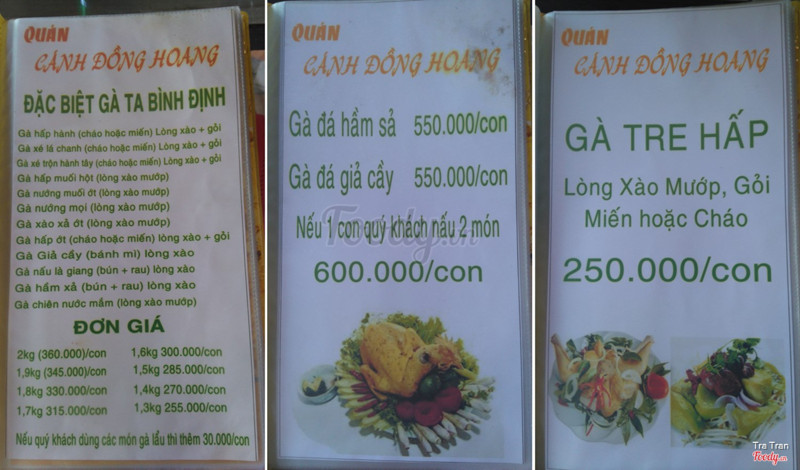 QUÁN
CÁNH ĐỒNG HOANG
ĐẶC BIỆT GÀ TA BÌNH ĐỊNH
Gà hấp hành (cháo hoặc miến) Lòng xào + gỏi
Gà xé lá chanh (cháo hoặc miến) Lòng xào + gỏi
Gà xé trộn hành tây (cháo hoặc miến) Lòng xào + gỏi
Gà hấp muối hột (lòng xào mướp)
Gà nướng muối ớt (lòng xào mướp)
Gà nướng mọi (lòng xào mướp)
Gà xào xả ớt (lòng xào mướp)
Gà hấp ớt (cháo hoặc miến) lòng xào + gỏi
Gà Giả cầy (bánh mì) lòng xào
Gà nấu lá giang (bún + rau) lòng xào
Gà hầm xả (bún + rau) lòng xào
Gà chiên nước mắm (lòng xào mướp)
ĐƠN GIÁ
2kg (360.000)/con 1,6kg 300.000/con
1,9kg (345.000)/con 1,5kg 285.000/con
1,8kg 330.000/con 1,4kg 270.000/con
1,7kg 315.000/con 1,3kg 255.000/con
Nếu quý khách dùng các món gà lẩu thì thêm 30.000/con
QUÁN
CÁNH ĐỒNG HOANG
Gà đá hầm sả 550.000/con
Gà đá giả cầy 550.000/con
Nếu 1 con quý khách nấu 2 món
600.000/con
Foody.vn
QUÁN
CÁNH ĐỒNG HOANG
GÀ TRE HẤP
Lòng Xào Mướp, Gỏi
Miến hoặc Cháo
250.000/con
Tra Tran
Foody.vn